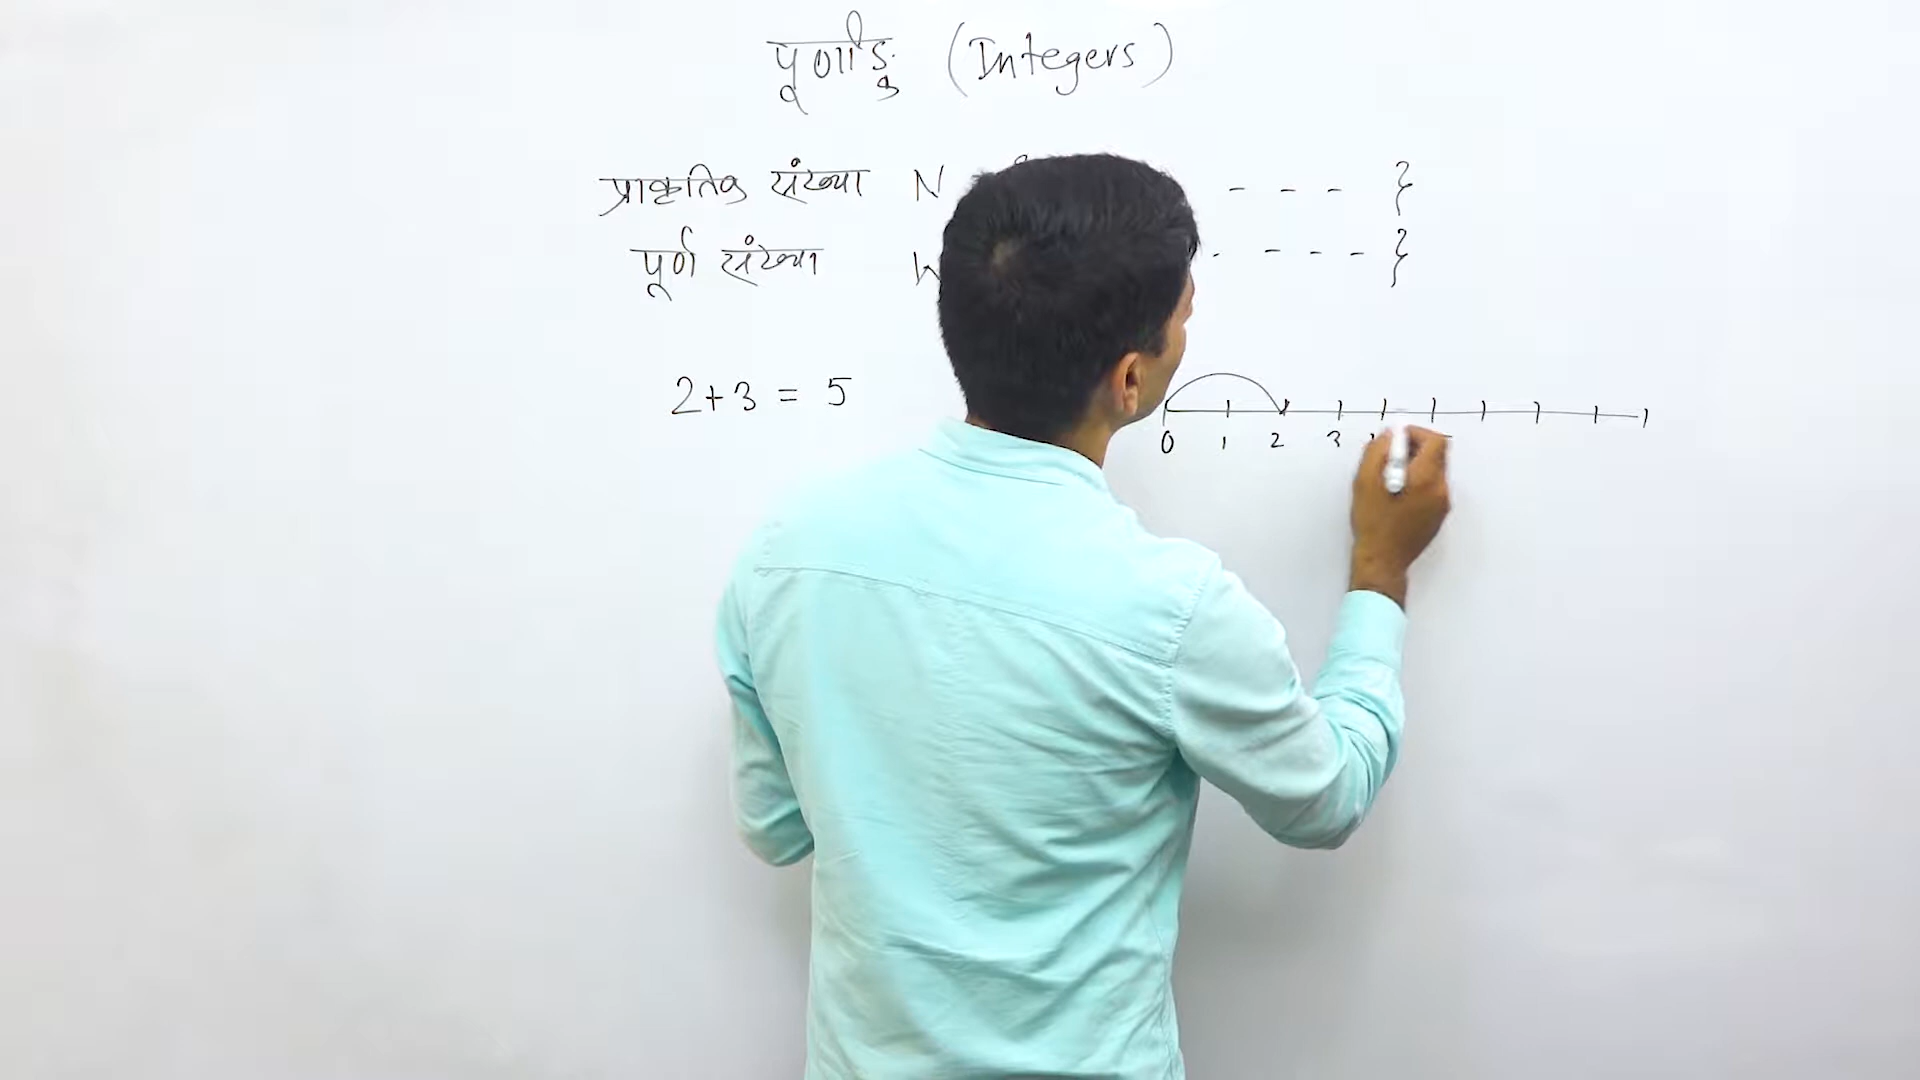 पूर्णाङ्क (Integers)
प्राकृतिक संख्या N - - - }
पूर्ण संख्या W . - - - }
2+3 = 5
0 1 2 3